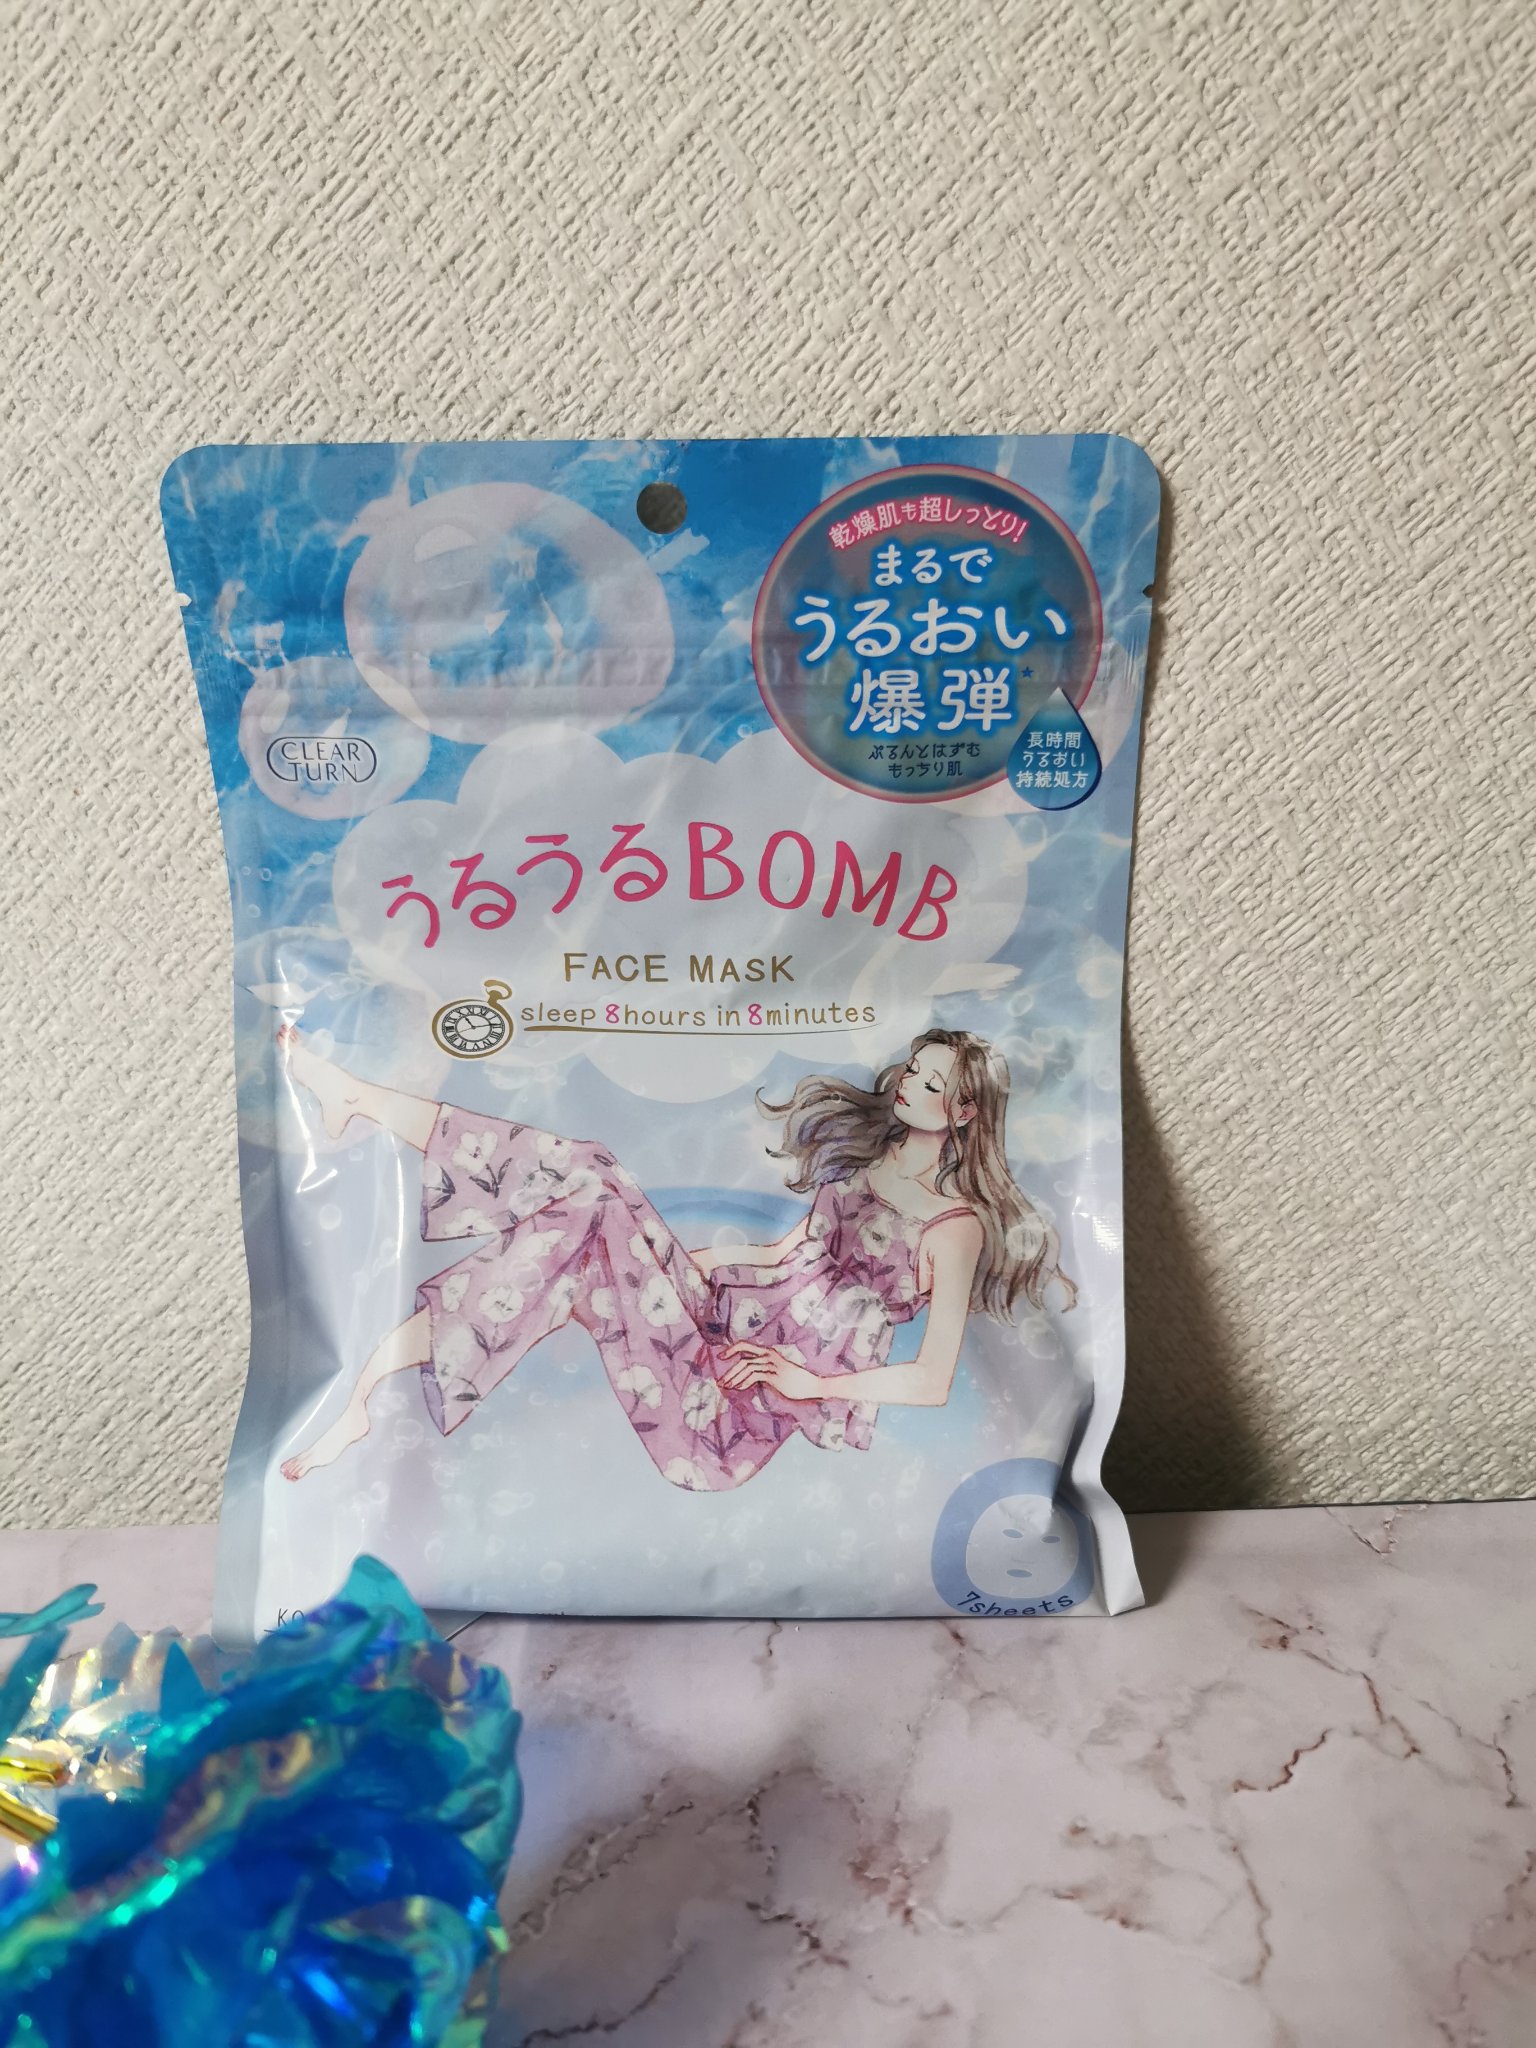 乾燥肌も超しっとり!
まるで
うるおい
爆弾★
ぷるんとはずむ
もっちり肌
長時間
うるおい
持続処方
CLEAR
TURN
うるうるBOMB
FACE MASK
sleep 8hours in 8minutes
7sheets